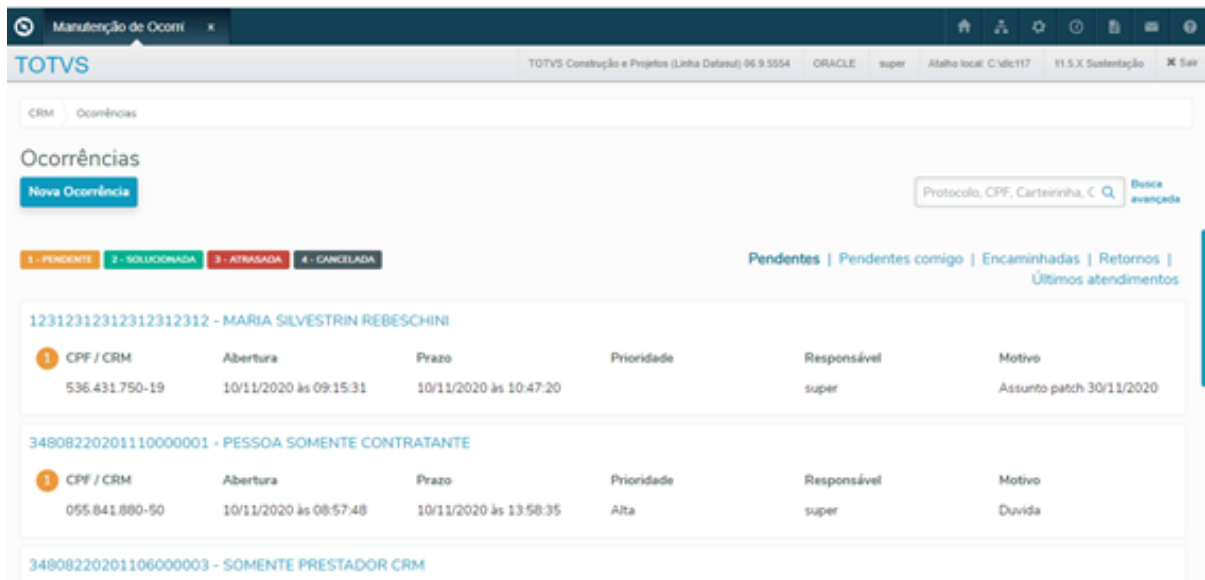 Manutenção de Ocorri x
TOTVS
TOTVS Construção e Projetos (Linha Datasul) 06.9.5554 ORACLE super Atalho local: C:\dlc117 11.5.X Sustentação Sair
CRM Ocorrências
Ocorrências
Nova Ocorrência
Protocolo, CPF, Carteirinha, C
Busca avançada
1 - PENDENTE 2 - SOLUCIONADA 3 - ATRASADA 4 - CANCELADA
Pendentes | Pendentes comigo | Encaminhadas | Retornos |
Últimos atendimentos
12312312312312312312 - MARIA SILVESTRIN REBESCHINI
1 CPF / CRM Abertura Prazo Prioridade Responsável Motivo
536.431.750-19 10/11/2020 às 09:15:31 10/11/2020 às 10:47:20 super Assunto patch 30/11/2020
34808220201110000001 - PESSOA SOMENTE CONTRATANTE
1 CPF / CRM Abertura Prazo Prioridade Responsável Motivo
055.841.880-50 10/11/2020 às 08:57:48 10/11/2020 às 13:58:35 Alta super Duvida
34808220201106000003 - SOMENTE PRESTADOR CRM